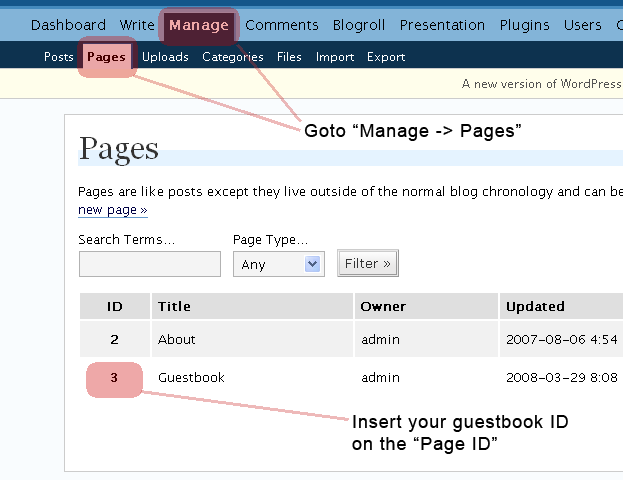 Dashboard Write Manage Comments Blogroll Presentation Plugins Users
Posts Pages Uploads Categories Files Import Export
A new version of WordPress
Goto “Manage -> Pages”
Pages
Pages are like posts except they live outside of the normal blog chronology and can be
new page »
Search Terms... Page Type...
Any Filter »
ID Title Owner Updated
2 About admin 2007-08-06 4:54
3 Guestbook admin 2008-03-29 8:08
Insert your guestbook ID
on the “Page ID”